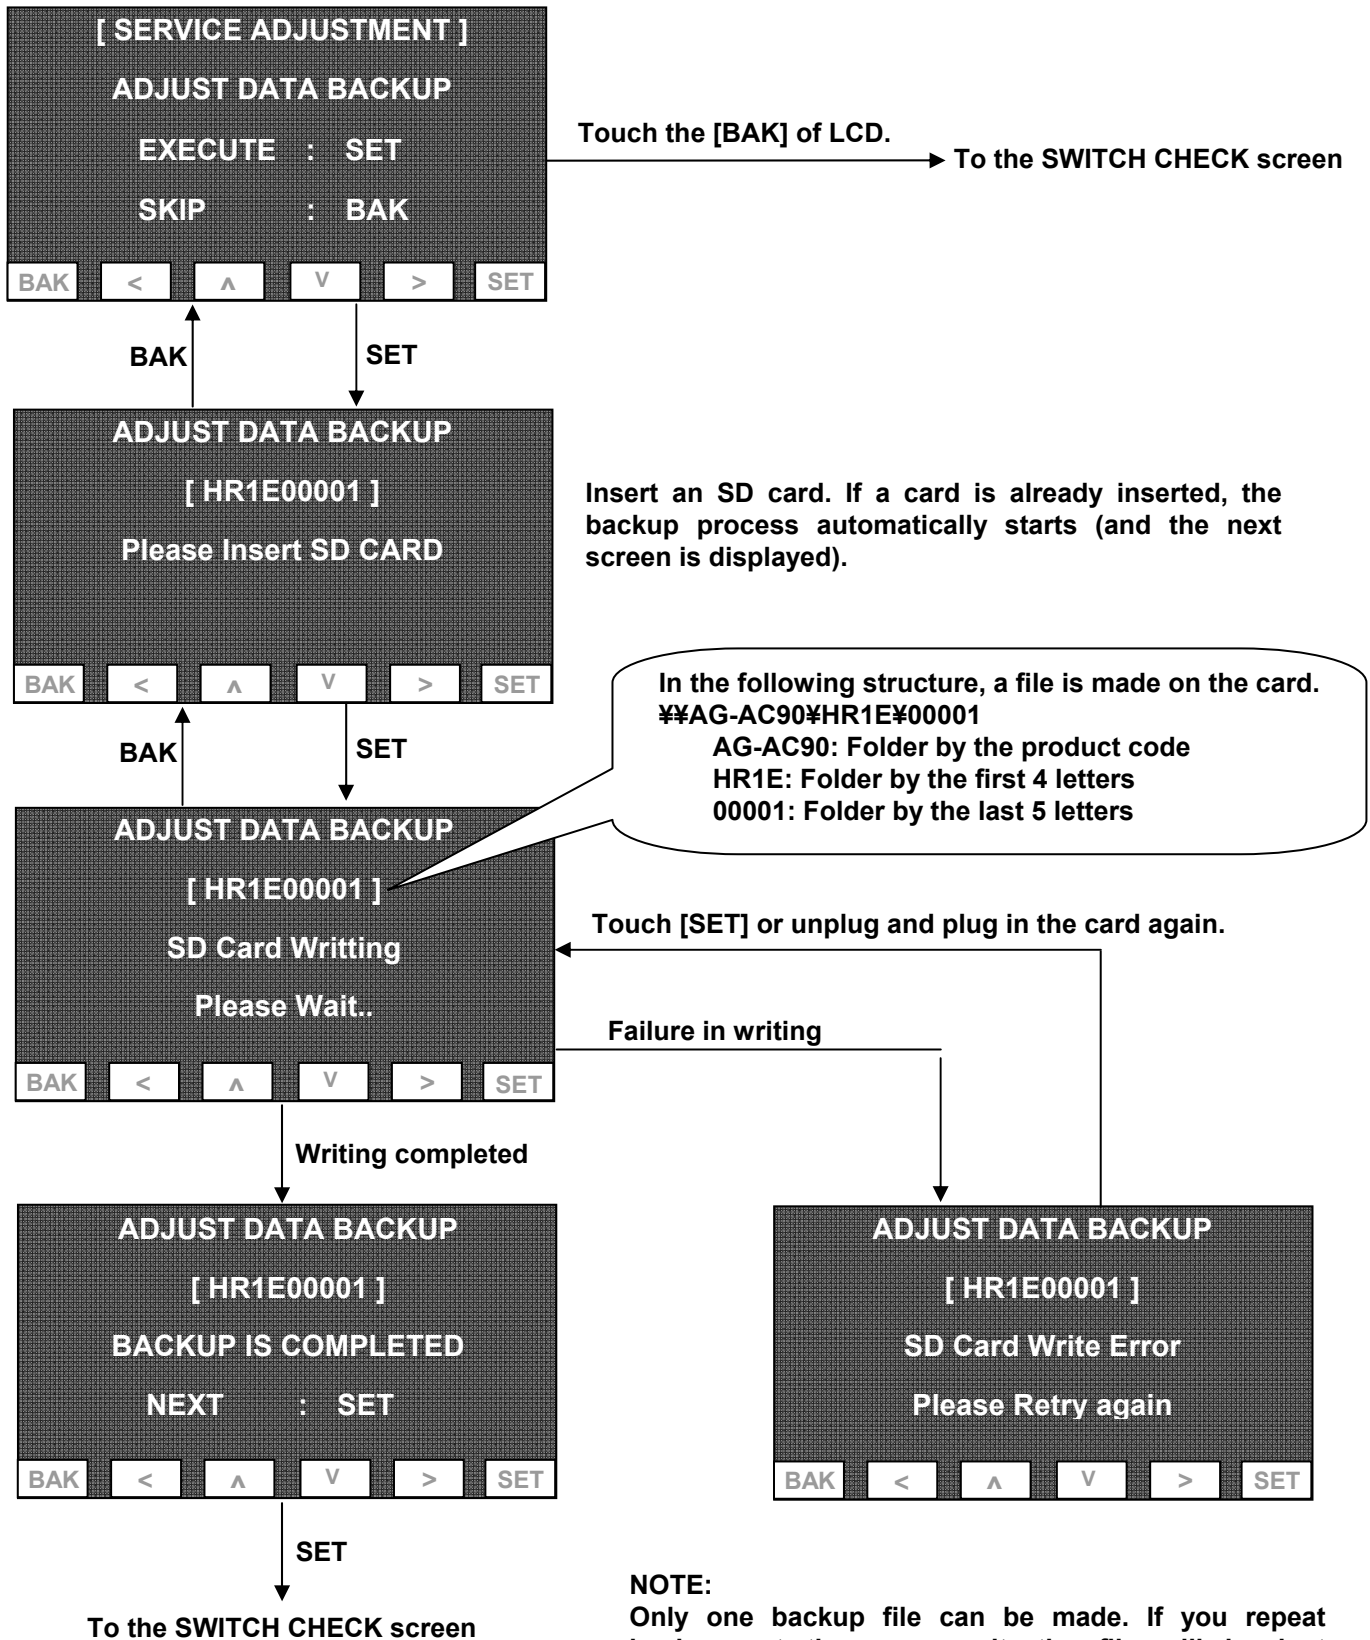 [ SERVICE ADJUSTMENT ]
ADJUST DATA BACKUP
EXECUTE : SET
SKIP : BAK
BAK < ∧ V > SET
Touch the [BAK] of LCD.
To the SWITCH CHECK screen
BAK
SET
ADJUST DATA BACKUP
[ HR1E00001 ]
Please Insert SD CARD
BAK < ∧ V > SET
Insert an SD card. If a card is already inserted, the
backup process automatically starts (and the next
screen is displayed).
BAK
SET
In the following structure, a file is made on the card.
¥¥AG-AC90¥HR1E¥00001
AG-AC90: Folder by the product code
HR1E: Folder by the first 4 letters
00001: Folder by the last 5 letters
ADJUST DATA BACKUP
[ HR1E00001 ]
SD Card Writting
Please Wait..
BAK < ∧ V > SET
Touch [SET] or unplug and plug in the card again.
Failure in writing
Writing completed
ADJUST DATA BACKUP
[ HR1E00001 ]
BACKUP IS COMPLETED
NEXT : SET
BAK < ∧ V > SET
ADJUST DATA BACKUP
[ HR1E00001 ]
SD Card Write Error
Please Retry again
BAK < ∧ V > SET
SET
To the SWITCH CHECK screen
NOTE:
Only one backup file can be made. If you repeat